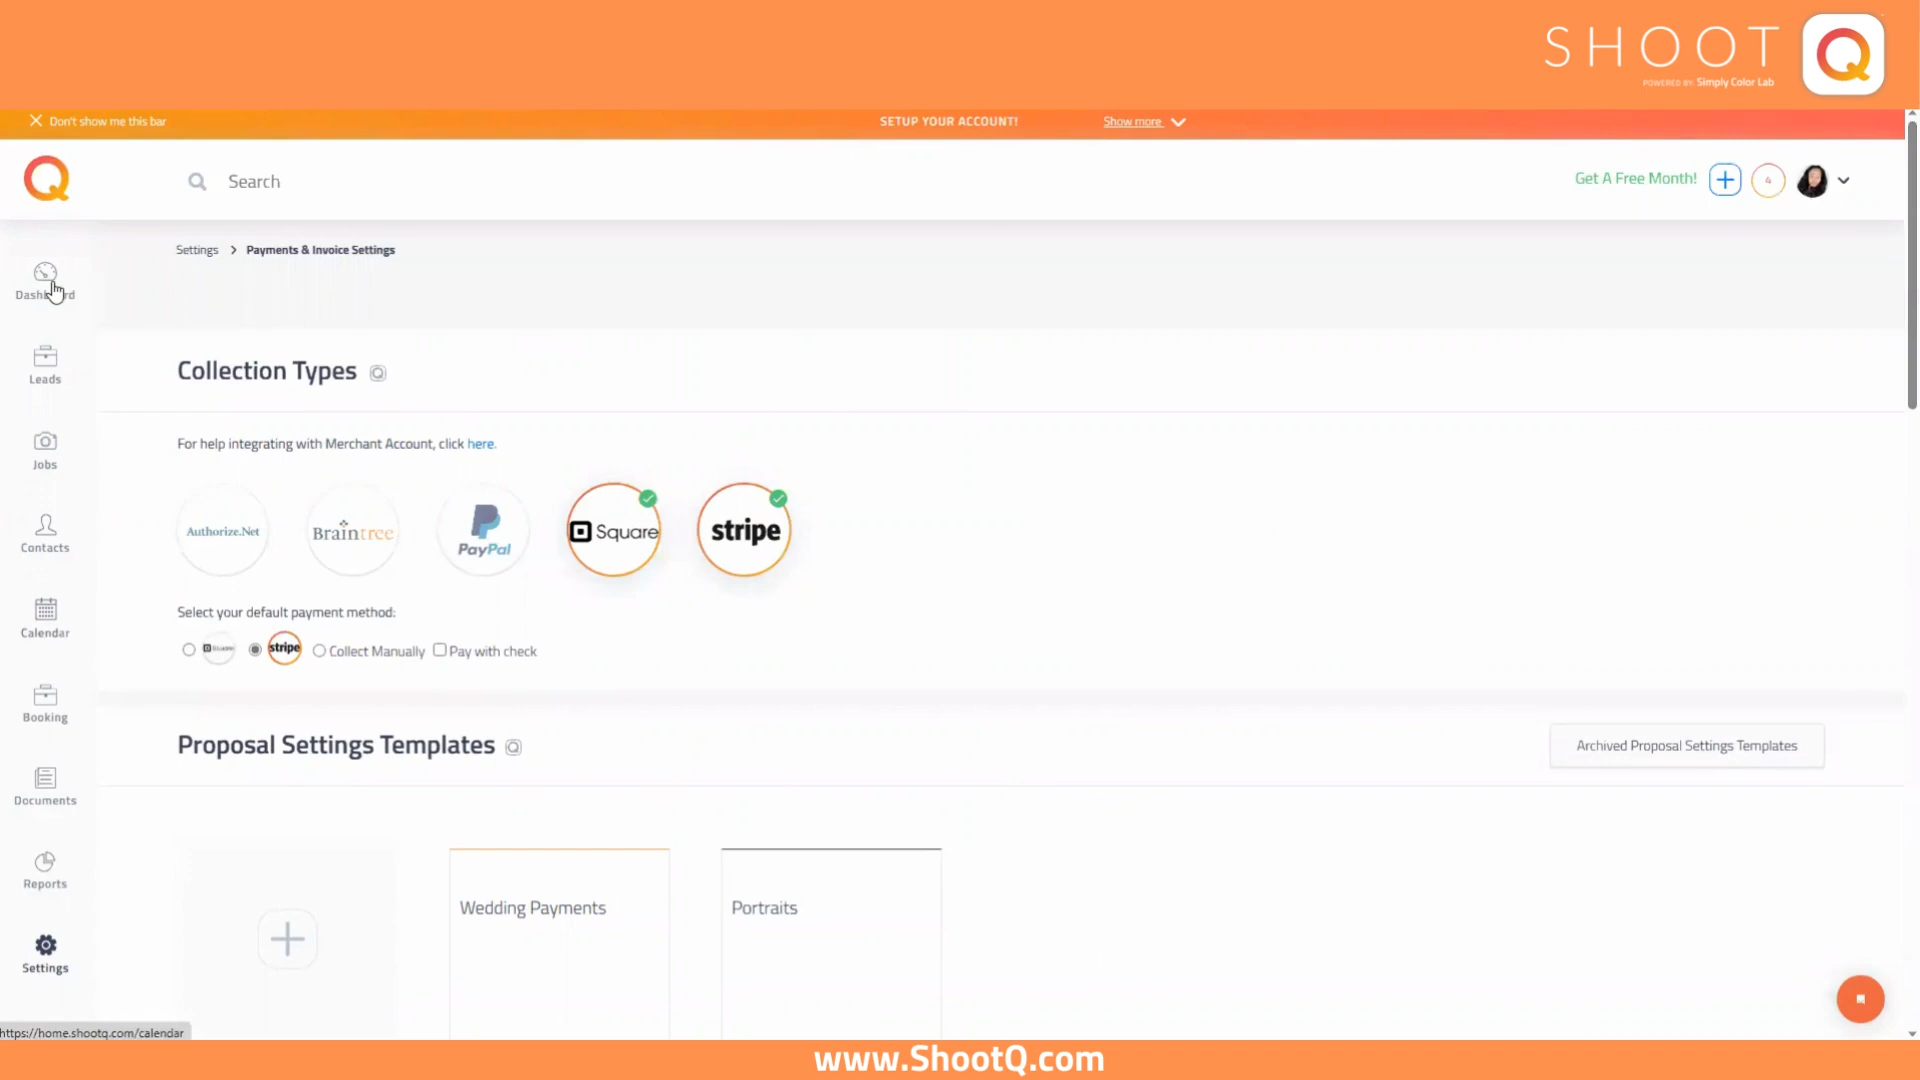 SHOOT
POWERED BY: Simply Color Lab
Don't show me this bar
SETUP YOUR ACCOUNT!
Show more
Search
Get A Free Month!
4
Settings > Payments & Invoice Settings
Dashboard
Leads
Jobs
Contacts
Calendar
Booking
Documents
Reports
Settings
Collection Types
For help integrating with Merchant Account, click here.
Authorize.Net
Braintree
PayPal
Square
stripe
Select your default payment method:
Square
stripe
Collect Manually
Pay with check
Proposal Settings Templates
Archived Proposal Settings Templates
Wedding Payments
Portraits
https://home.shootq.com/calendar
www.ShootQ.com